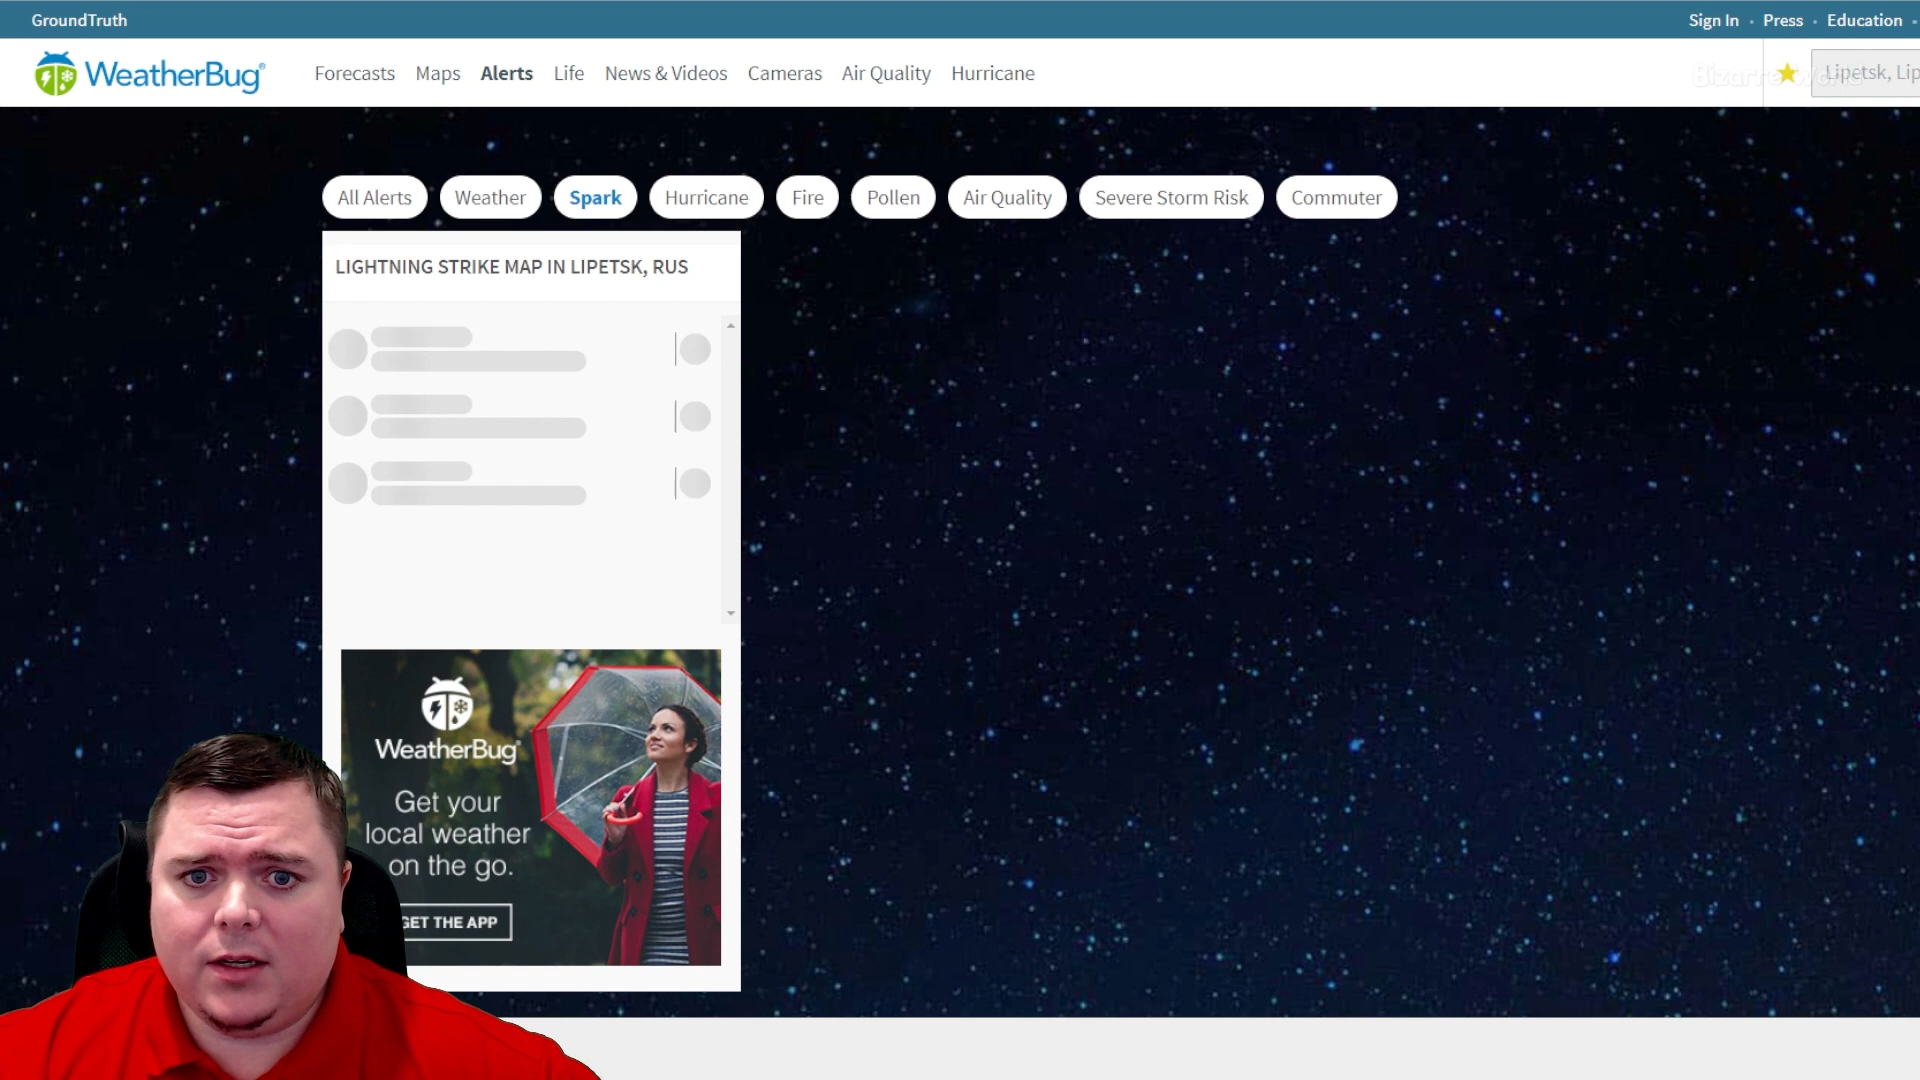 GroundTruth
Sign In • Press • Education •
WeatherBug®
Forecasts Maps Alerts Life News & Videos Cameras Air Quality Hurricane
Bizarre World
Lipetsk, Lip
All Alerts Weather Spark Hurricane Fire Pollen Air Quality Severe Storm Risk Commuter
LIGHTNING STRIKE MAP IN LIPETSK, RUS
WeatherBug®
Get your
local weather
on the go.
GET THE APP